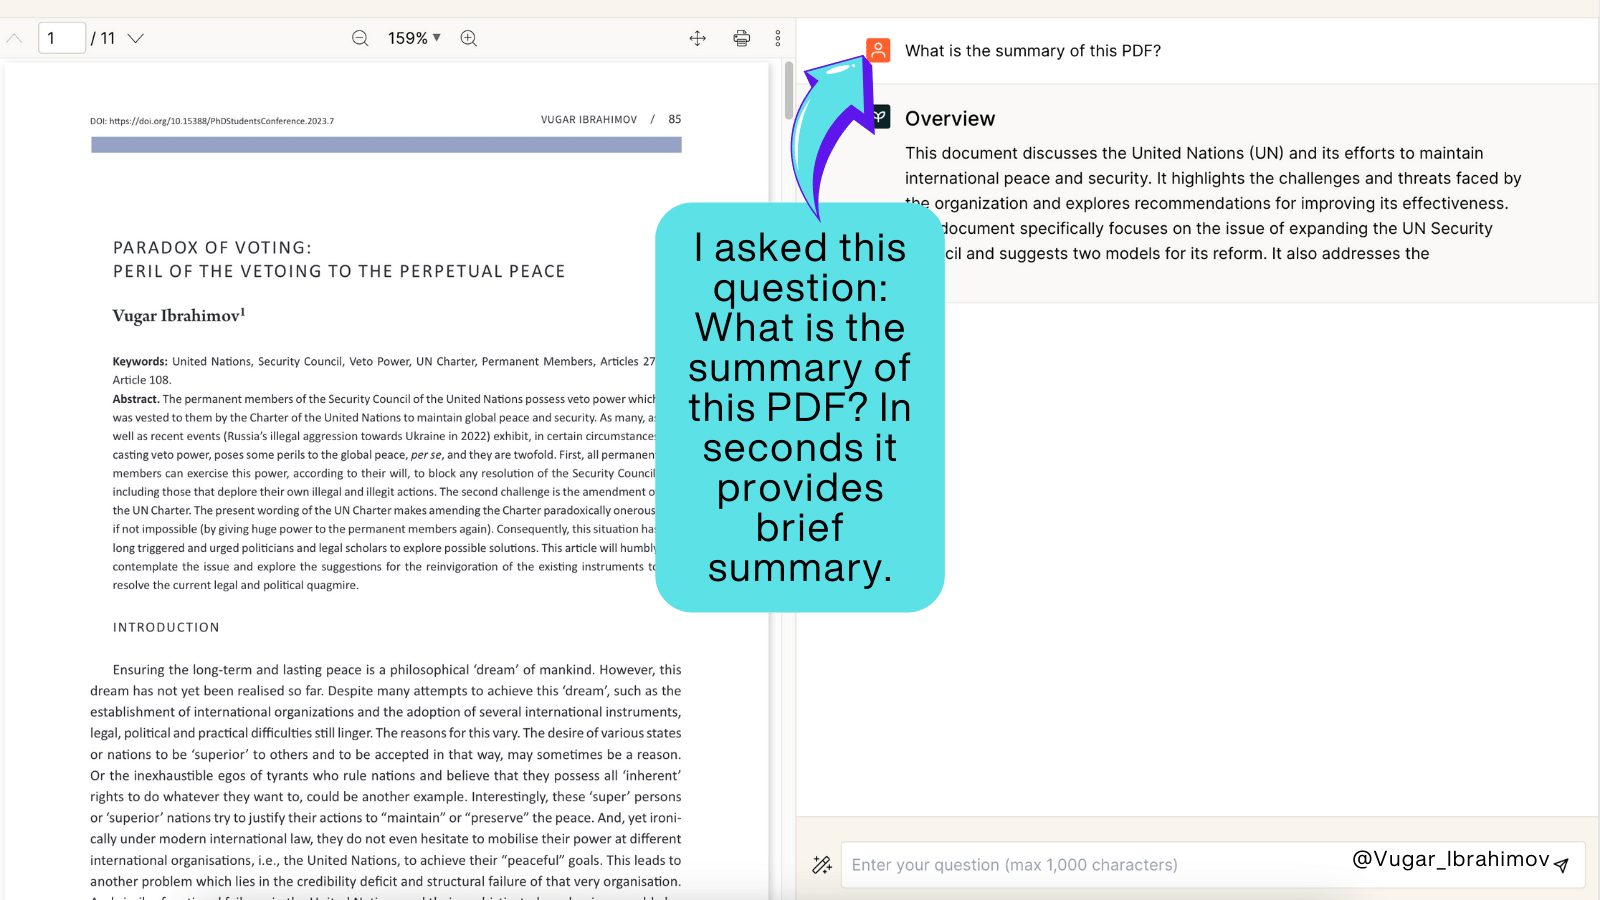 1 / 11
159%
DOI: https://doi.org/10.15388/PhDStudentsConference.2023.7
VUGAR IBRAHIMOV / 85
PARADOX OF VOTING:
PERIL OF THE VETOING TO THE PERPETUAL PEACE
Vugar Ibrahimov¹
Keywords: United Nations, Security Council, Veto Power, UN Charter, Permanent Members, Articles 27
Article 108.
Abstract. The permanent members of the Security Council of the United Nations possess veto power which
was vested to them by the Charter of the United Nations to maintain global peace and security. As many,
well as recent events (Russia's illegal aggression towards Ukraine in 2022) exhibit, in certain circumstances
casting veto power, poses some perils to the global peace, per se, and they are twofold. First, all
members can exercise this power, according to their will, to block any resolution of the Security Council
including those that deplore their own illegal and illegit actions. The second challenge is the amendment
the UN Charter. The present wording of the UN Charter makes amending the Charter paradoxically onerous
if not impossible (by giving huge power to the permanent members again). Consequently, this situation
long triggered and urged politicians and legal scholars to explore possible solutions. This article will humbly
contemplate the issue and explore the suggestions for the reinvigoration of the existing instruments
resolve the current legal and political quagmire.
INTRODUCTION
Ensuring the long-term and lasting peace is a philosophical ‘dream’ of mankind. However, this
dream has not yet been realised so far. Despite many attempts to achieve this ‘dream’, such as the
establishment of international organizations and the adoption of several international instruments,
legal, political and practical difficulties still linger. The reasons for this vary. The desire of various states
or nations to be ‘superior’ to others and to be accepted in that way, may sometimes be a reason.
Or the inexhaustible egos of tyrants who rule nations and believe that they possess all ‘inherent’
rights to do whatever they want to, could be another example. Interestingly, these ‘super’ persons
or ‘superior’ nations try to justify their actions to “maintain” or “preserve” the peace. And, yet ironi-
cally under modern international law, they do not even hesitate to mobilise their power at different
international organisations, i.e., the United Nations, to achieve their “peaceful” goals. This leads to
another problem which lies in the credibility deficit and structural failure of that very organisation.
I asked this
question:
What is the
summary of
this PDF? In
seconds it
provides
brief
summary.
What is the summary of this PDF?
Overview
This document discusses the United Nations (UN) and its efforts to maintain
international peace and security. It highlights the challenges and threats faced by
the organization and explores recommendations for improving its effectiveness.
document specifically focuses on the issue of expanding the UN Security
and suggests two models for its reform. It also addresses the
Enter your question (max 1,000 characters)
@Vugar_Ibrahimov